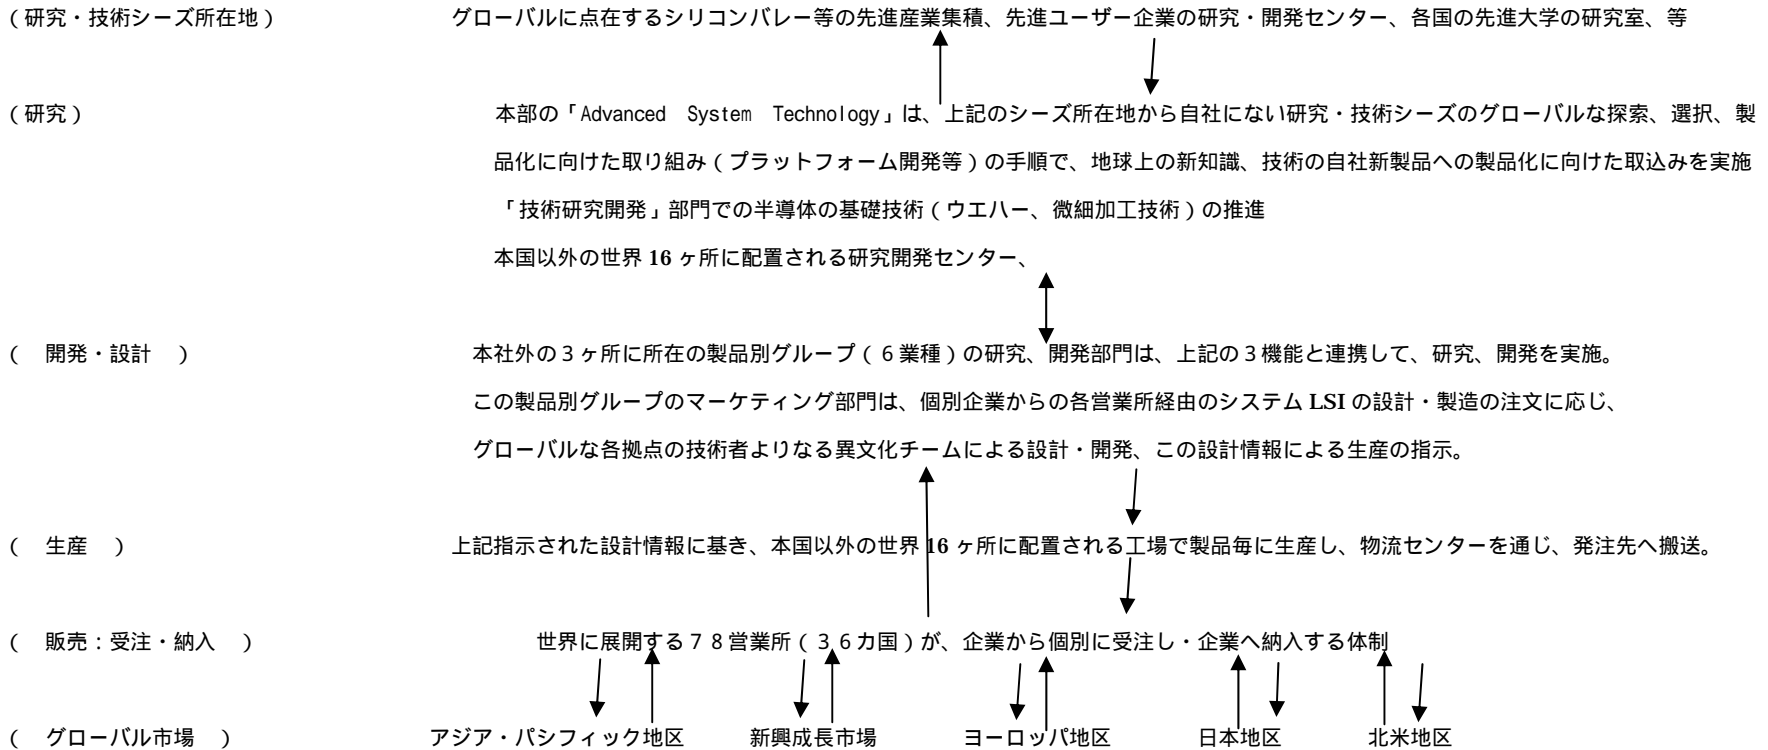 (研究・技術シーズ所在地) グローバルに点在するシリコンバレー等の先進産業集積、先進ユーザー企業の研究・開発センター、各国の先進大学の研究室、等
(研究) 本部の「Advanced System Technology」は、上記のシーズ所在地から自社にない研究・技術シーズのグローバルな探索、選択、製
品化に向けた取り組み(プラットフォーム開発等)の手順で、地球上の新知識、技術の自社新製品への製品化に向けた取込みを実施
「技術研究開発」部門での半導体の基礎技術(ウエハー、微細加工技術)の推進
本国以外の世界 16 ヶ所に配置される研究開発センター、
( 開発・設計 ) 本社外の3ヶ所に所在の製品別グループ(6業種)の研究、開発部門は、上記の3機能と連携して、研究、開発を実施。
この製品別グループのマーケティング部門は、個別企業からの各営業所経由のシステム LSI の設計・製造の注文に応じ、
グローバルな各拠点の技術者よりなる異文化チームによる設計・開発、この設計情報による生産の指示。
( 生産 ) 上記指示された設計情報に基き、本国以外の世界 16 ヶ所に配置される工場で製品毎に生産し、物流センターを通じ、発注先へ搬送。
( 販売:受注・納入 ) 世界に展開する78営業所(36カ国)が、企業から個別に受注し・企業へ納入する体制
( グローバル市場 ) アジア・パシフィック地区 新興成長市場 ヨーロッパ地区 日本地区 北米地区